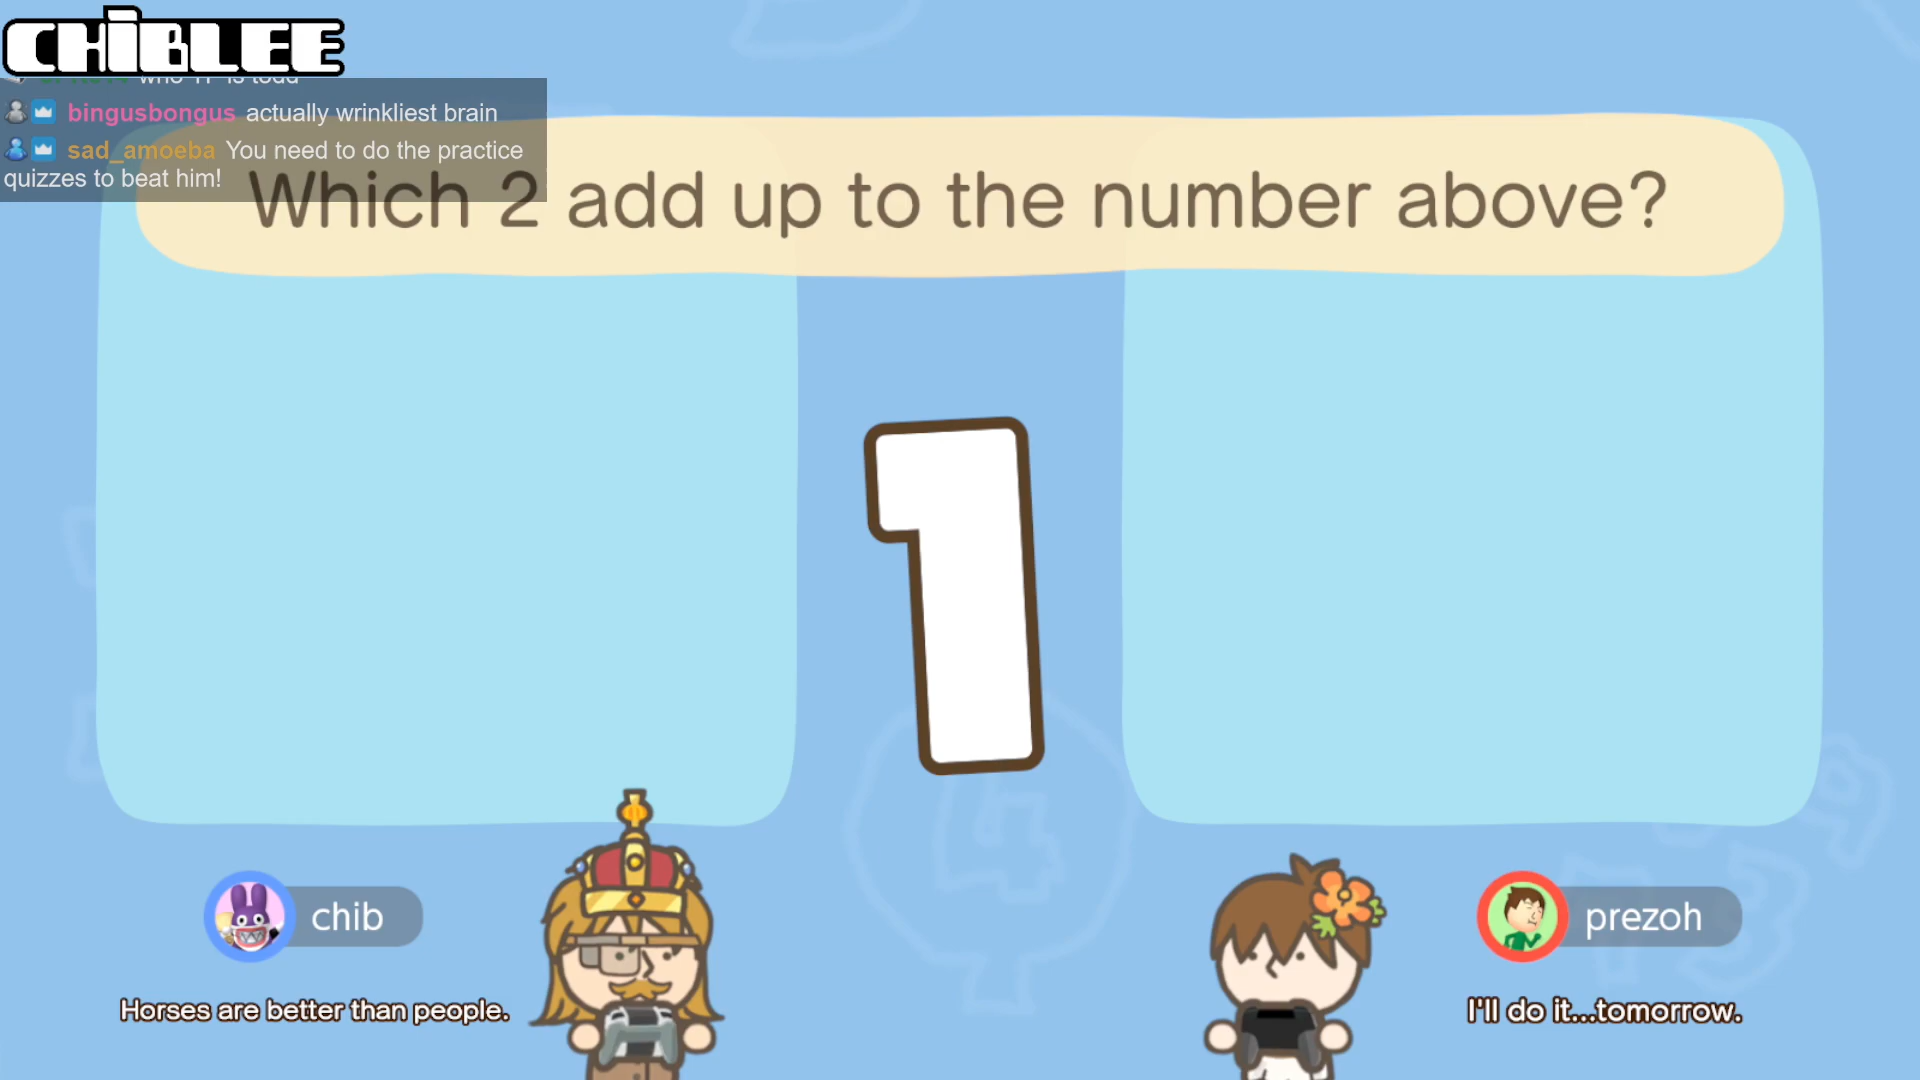 CHiBLEE
bingusbongus actually wrinkliest brain
sad_amoeba You need to do the practice
quizzes to beat him!
Which 2 add up to the number above?
1
chib
prezoh
Horses are better than people.
I'll do it...tomorrow.